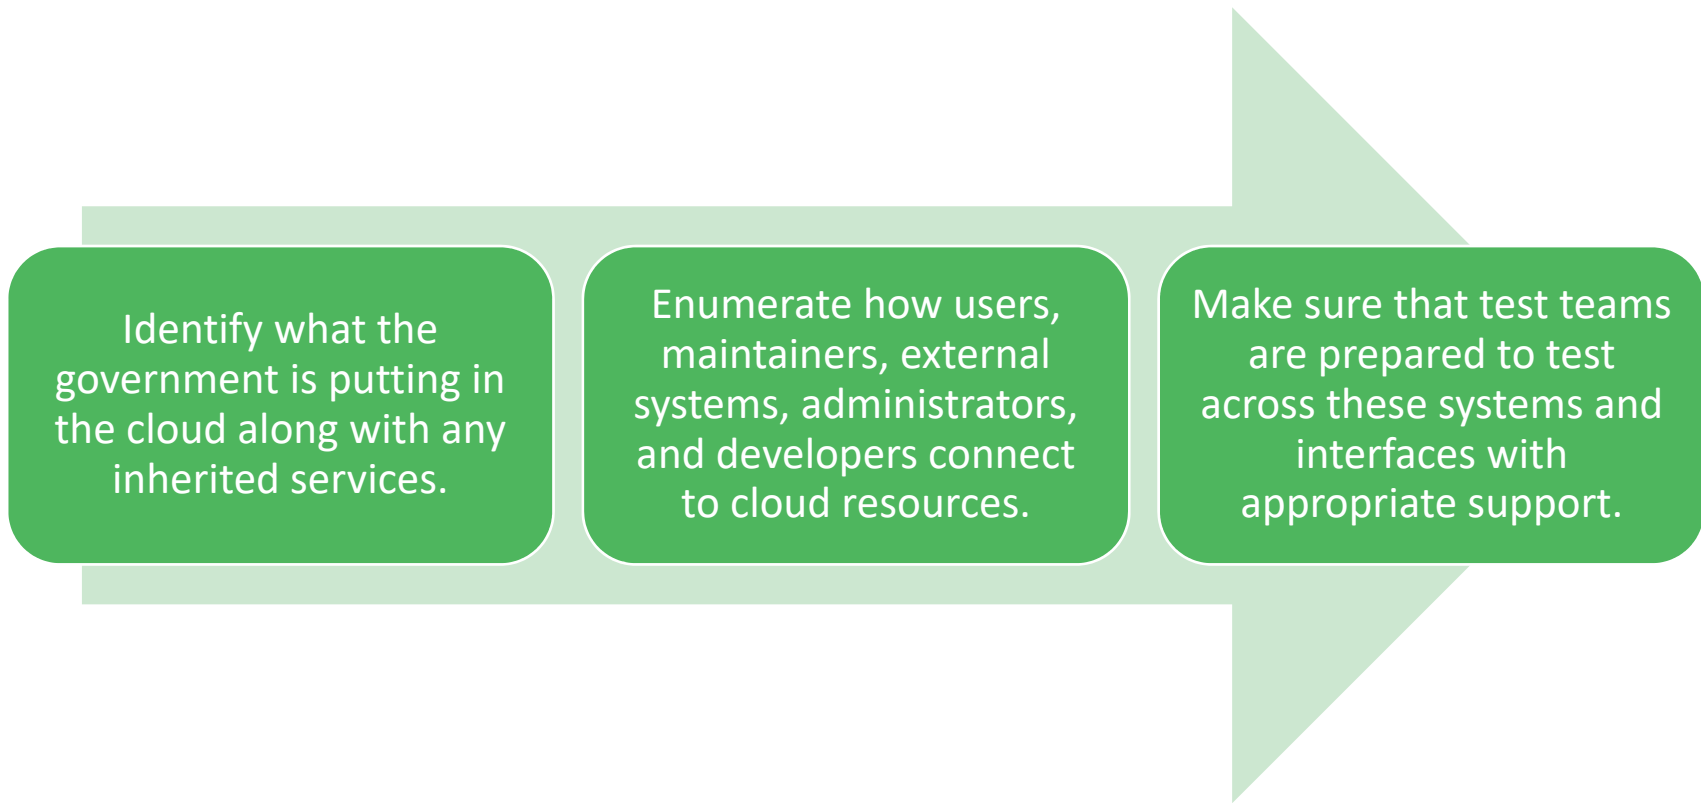 Identify what the
government is putting in
the cloud along with any
inherited services.
Enumerate how users,
maintainers, external
systems, administrators,
and developers connect
to cloud resources.
Make sure that test teams
are prepared to test
across these systems and
interfaces with
appropriate support.